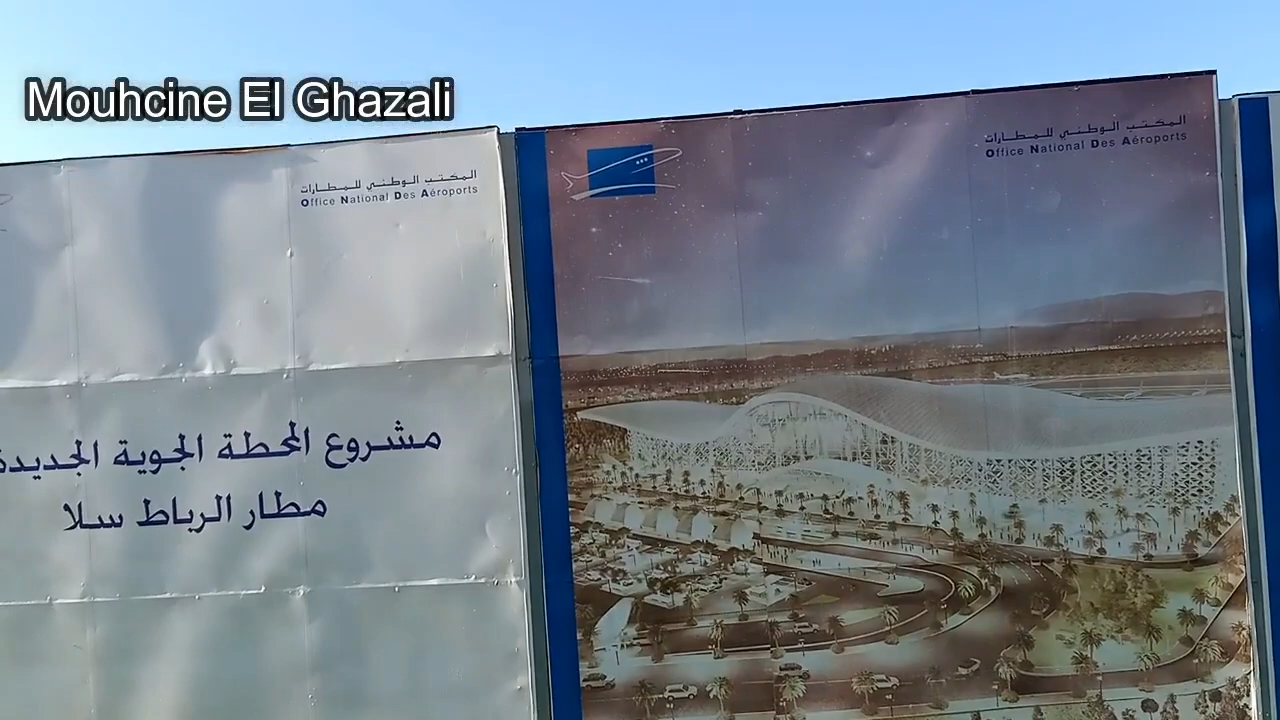 Mouhcine El Ghazali
المكتب الوطني للمطارات
Office National Des Aéroports
مشروع المحطة الجوية الجديدة
مطار الرباط سلا
المكتب الوطني للمطارات
Office National Des Aéroports